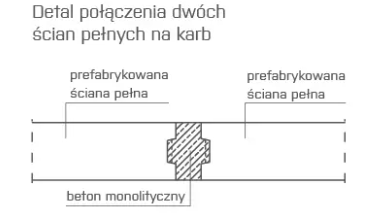 Detal połączenia dwóch
ścian pełnych na karb
prefabrykowana
ściana pełna
prefabrykowana
ściana pełna
beton monolityczny